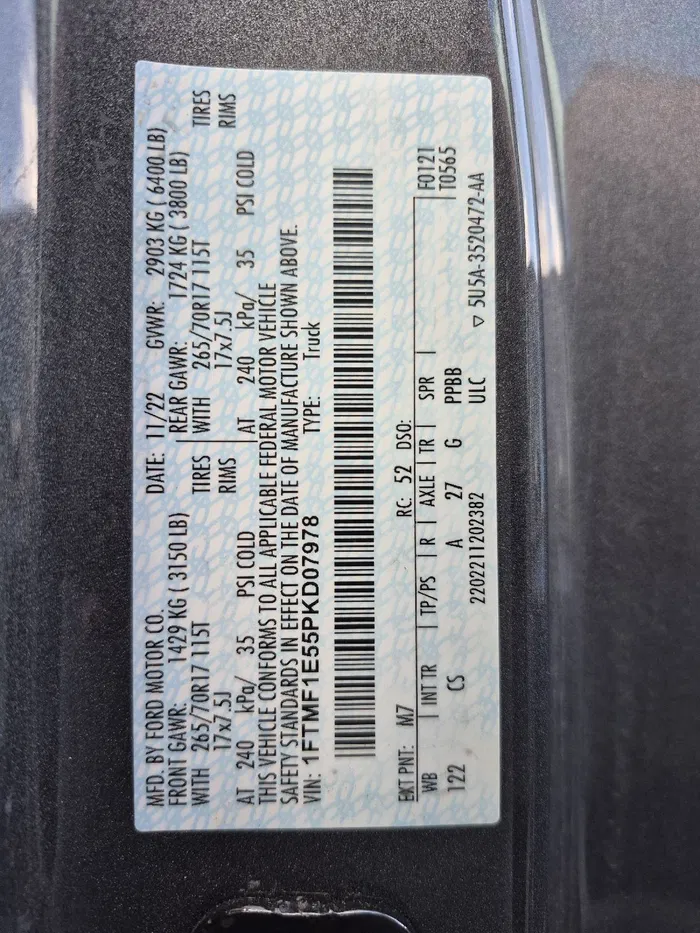 MFD. BY FORD MOTOR CO. DATE: 11/22 GVWR: 2903 KG ( 6400 LB)
FRONT GAWR: 1429 KG ( 3150 LB) REAR GAWR: 1724 KG ( 3800 LB)
WITH 265/70R17 115T TIRES WITH 265/70R17 115T TIRES
17x7.5J RIMS 17x7.5J RIMS
AT 240 kPa/ 35 PSI COLD AT 240 kPa/ 35 PSI COLD
THIS VEHICLE CONFORMS TO ALL APPLICABLE FEDERAL MOTOR VEHICLE
SAFETY STANDARDS IN EFFECT ON THE DATE OF MANUFACTURE SHOWN ABOVE.
VIN: 1FTMF1E55PKD07978 TYPE: Truck
EXT PNT: M7 RC: 52 DSO: F0121
WB INT TR TP/PS R AXLE TR SPR T0565
122 CS A 27 G PPBB
2202211202382 ULC ▽ 5U5A-3520472-AA